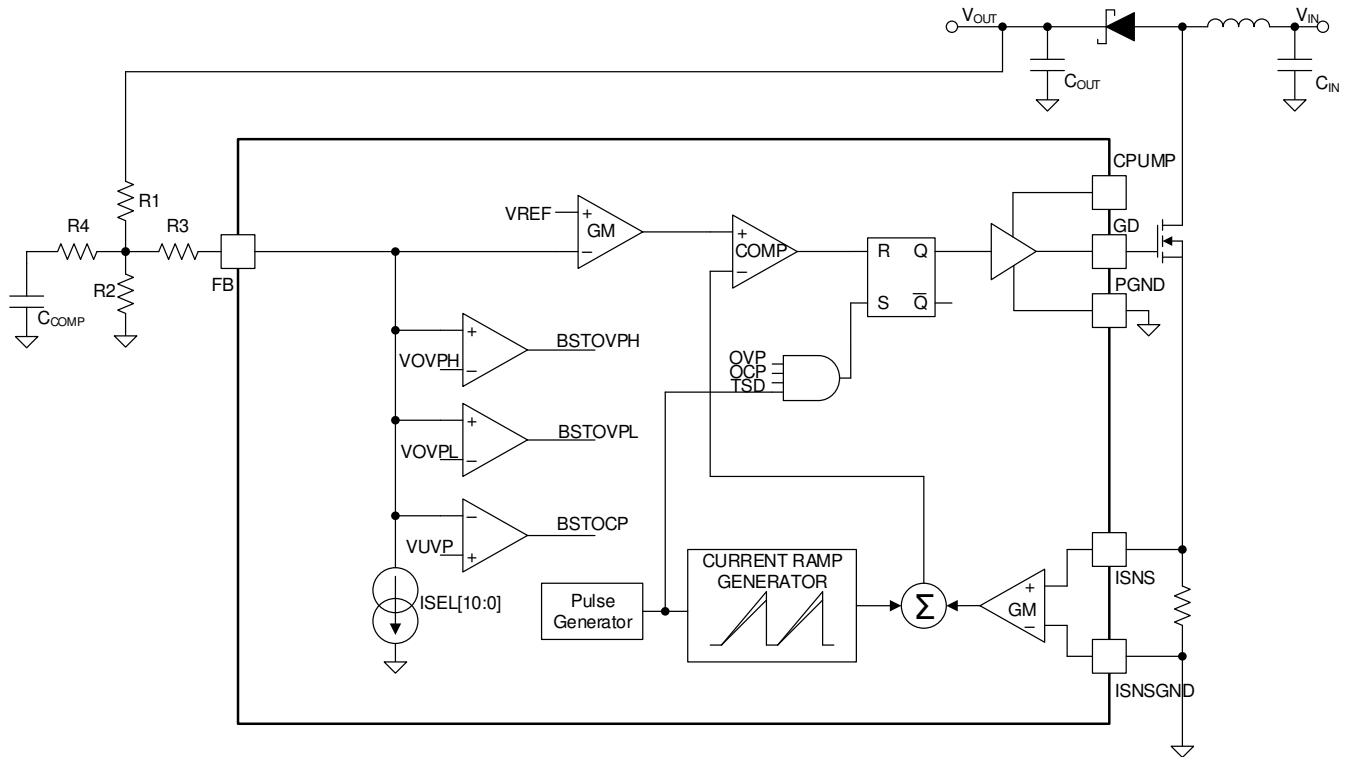 VOUT
VIN
COUT
CIN
CPUMP
R1
VREF
+
GM
−
+
COMP
−
R
Q
S
Q
GD
R4
R3
FB
PGND
R2
CCOMP
+
VOVPH
−
BSTOVPH
OVP
OCP
TSD
+
VOVPL
−
BSTOVPL
−
VUVP
+
BSTOCP
CURRENT RAMP
GENERATOR
ISNS
Pulse
Generator
ISEL[10:0]
Σ
+
GM
−
ISNSGND